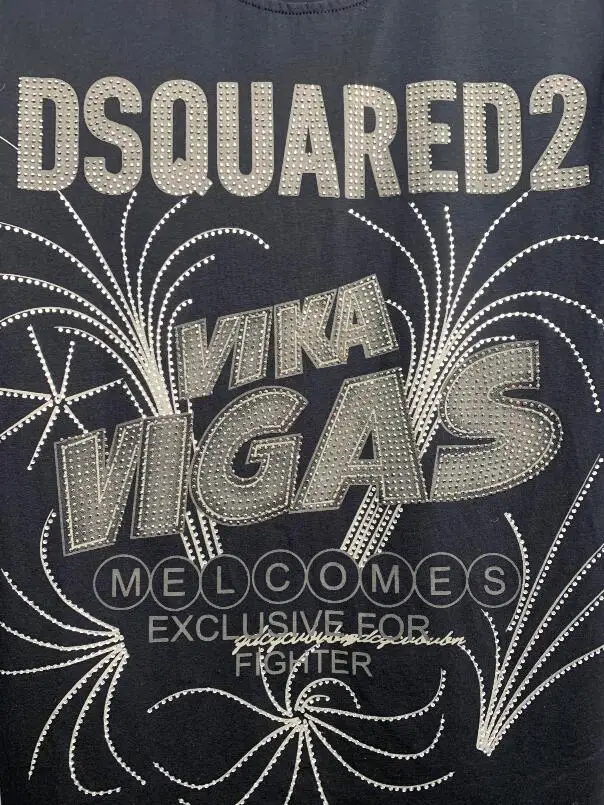 DSQUARED2
VIKA
VIGAS
MELCOMES
EXCLUSIVE FOR
FIGHTER